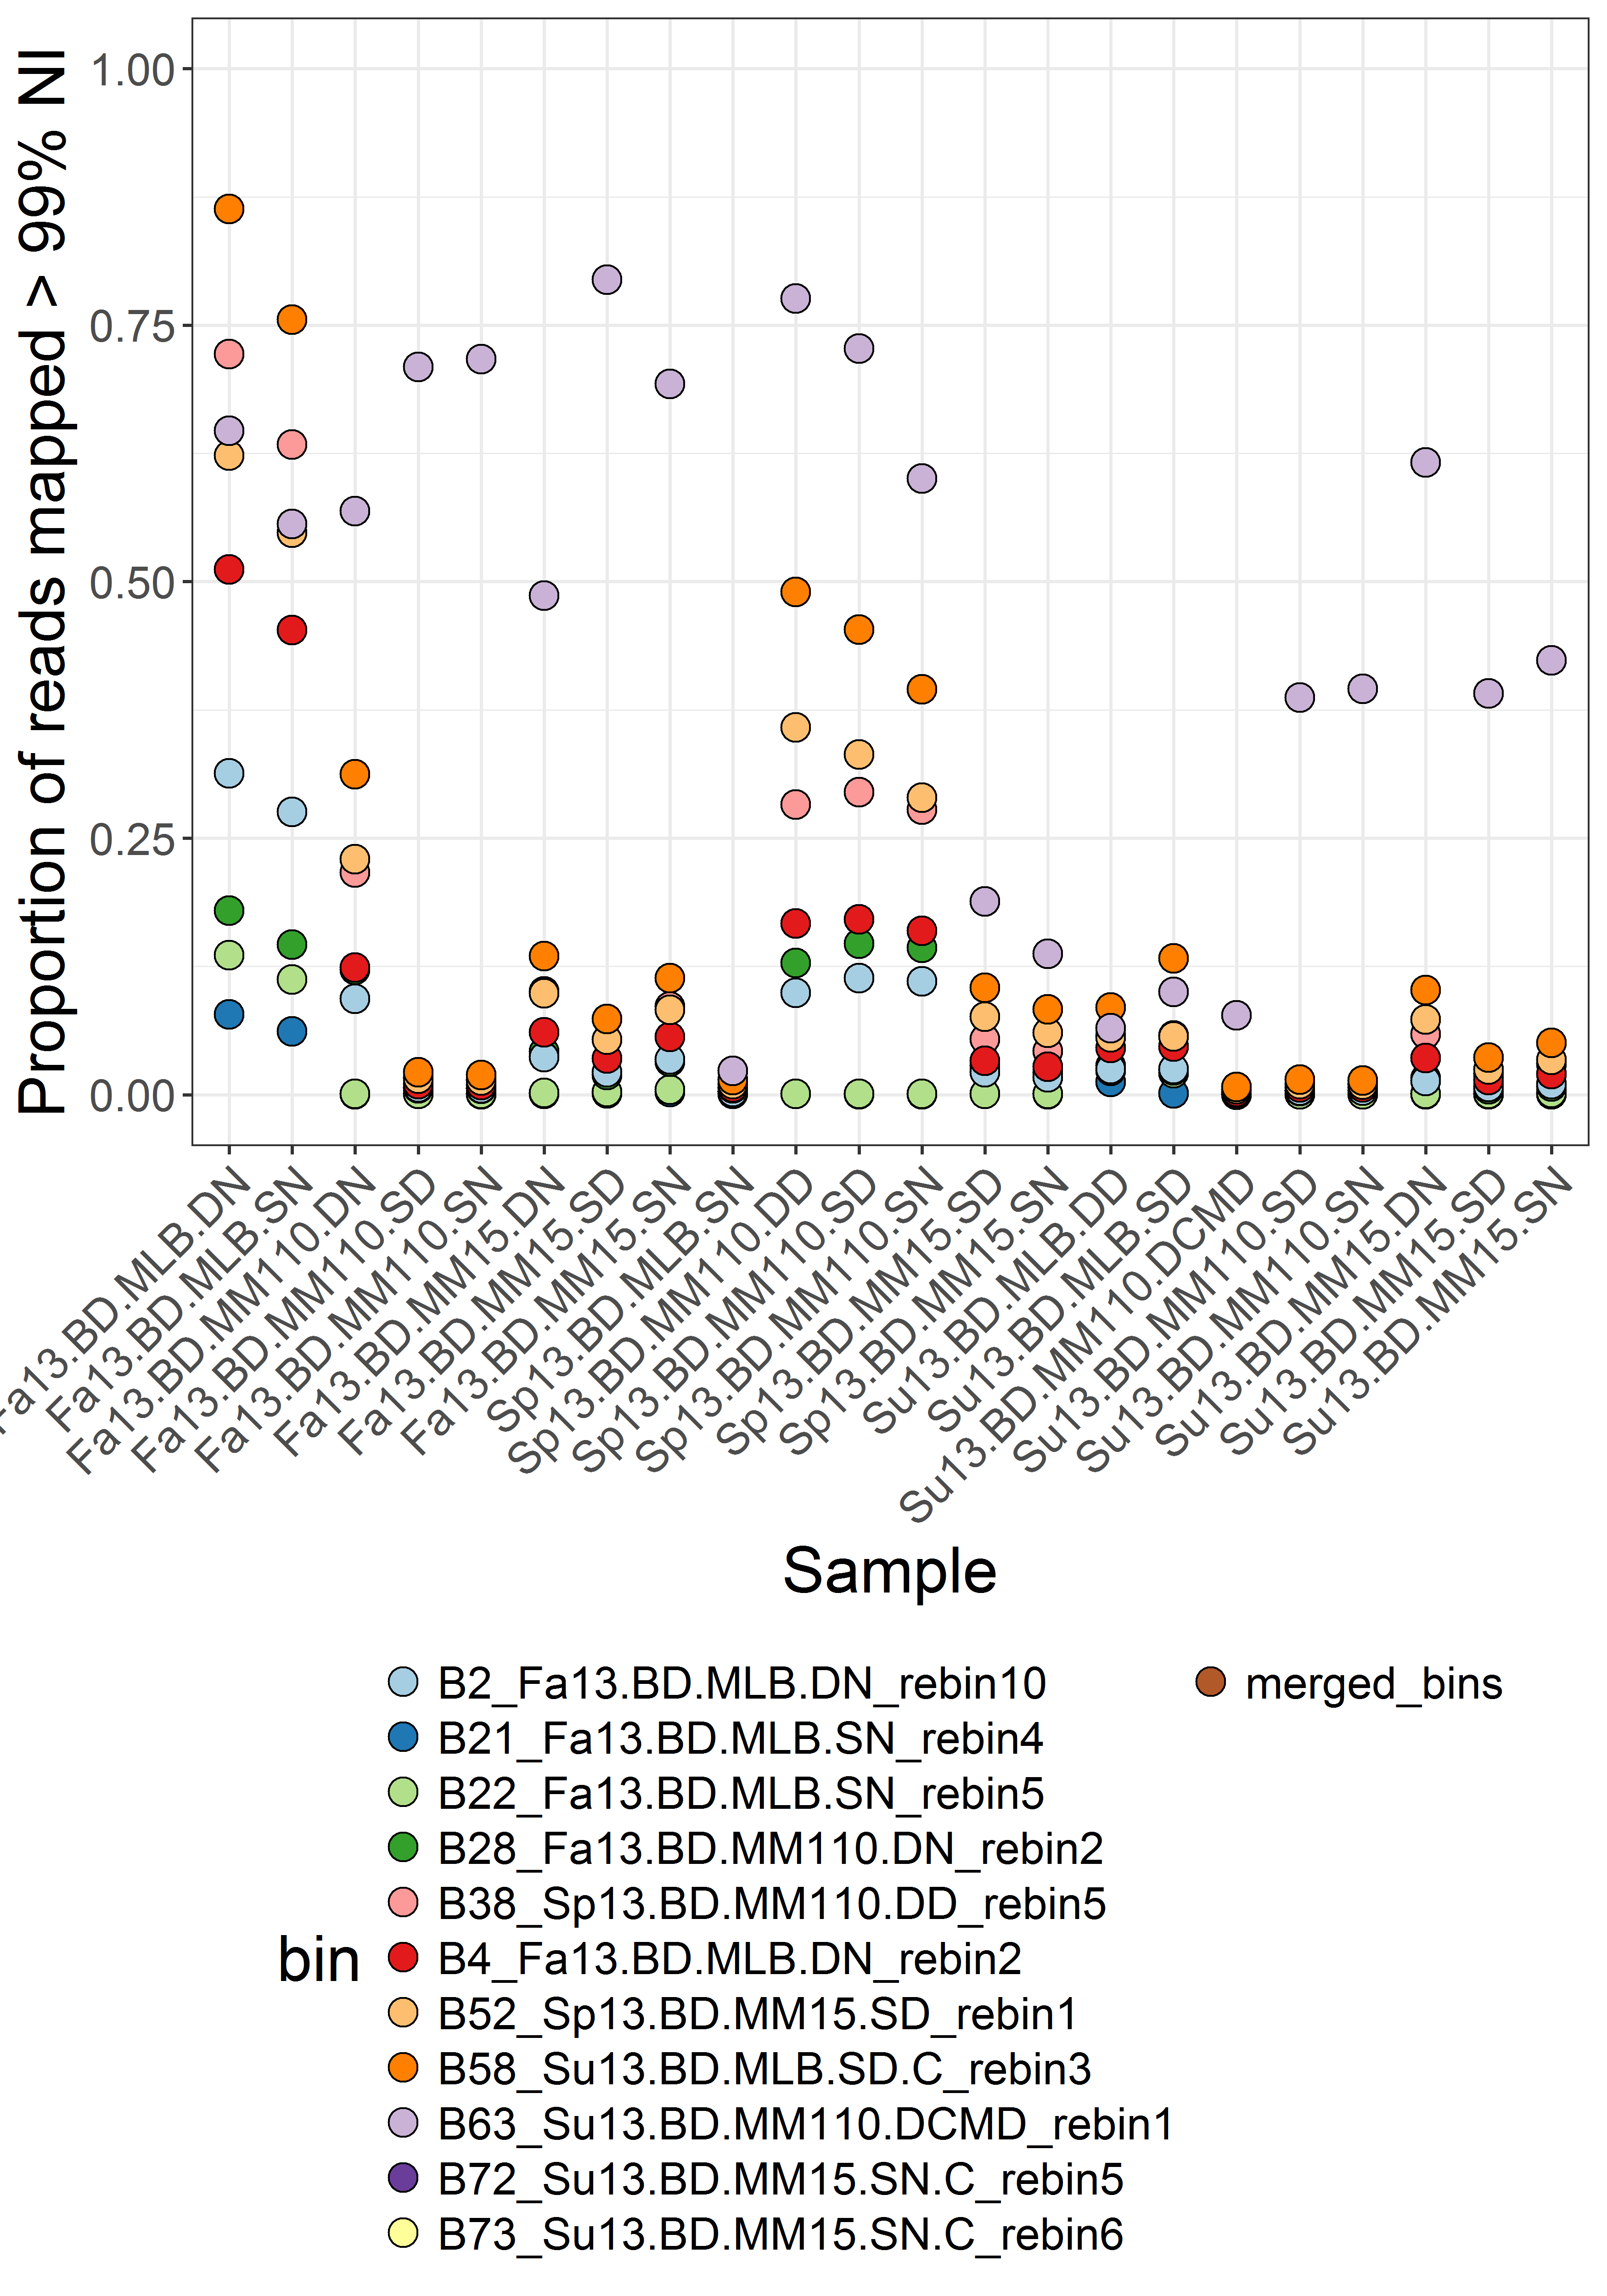 Proportion of reads mapped > 99% NI
1.00
0.75
0.50
0.25
0.00
Fa13.BD.MLB.DN
Fa13.BD.MLB.SN
Fa13.BD.MM110.DN
Fa13.BD.MM110.SD
Fa13.BD.MM110.SN
Fa13.BD.MM15.DN
Fa13.BD.MM15.SD
Fa13.BD.MM15.SN
Sp13.BD.MLB.SN
Sp13.BD.MM110.DD
Sp13.BD.MM110.SD
Sp13.BD.MM110.SN
Sp13.BD.MM15.SD
Sp13.BD.MM15.SN
Su13.BD.MLB.DD
Su13.BD.MLB.SD
Su13.BD.MM110.DCMD
Su13.BD.MM110.SD
Su13.BD.MM110.SN
Su13.BD.MM15.DN
Su13.BD.MM15.SD
Su13.BD.MM15.SN
Sample
bin
B2_Fa13.BD.MLB.DN_rebin10
B21_Fa13.BD.MLB.SN_rebin4
B22_Fa13.BD.MLB.SN_rebin5
B28_Fa13.BD.MM110.DN_rebin2
B38_Sp13.BD.MM110.DD_rebin5
B4_Fa13.BD.MLB.DN_rebin2
B52_Sp13.BD.MM15.SD_rebin1
B58_Su13.BD.MLB.SD.C_rebin3
B63_Su13.BD.MM110.DCMD_rebin1
B72_Su13.BD.MM15.SN.C_rebin5
B73_Su13.BD.MM15.SN.C_rebin6
merged_bins